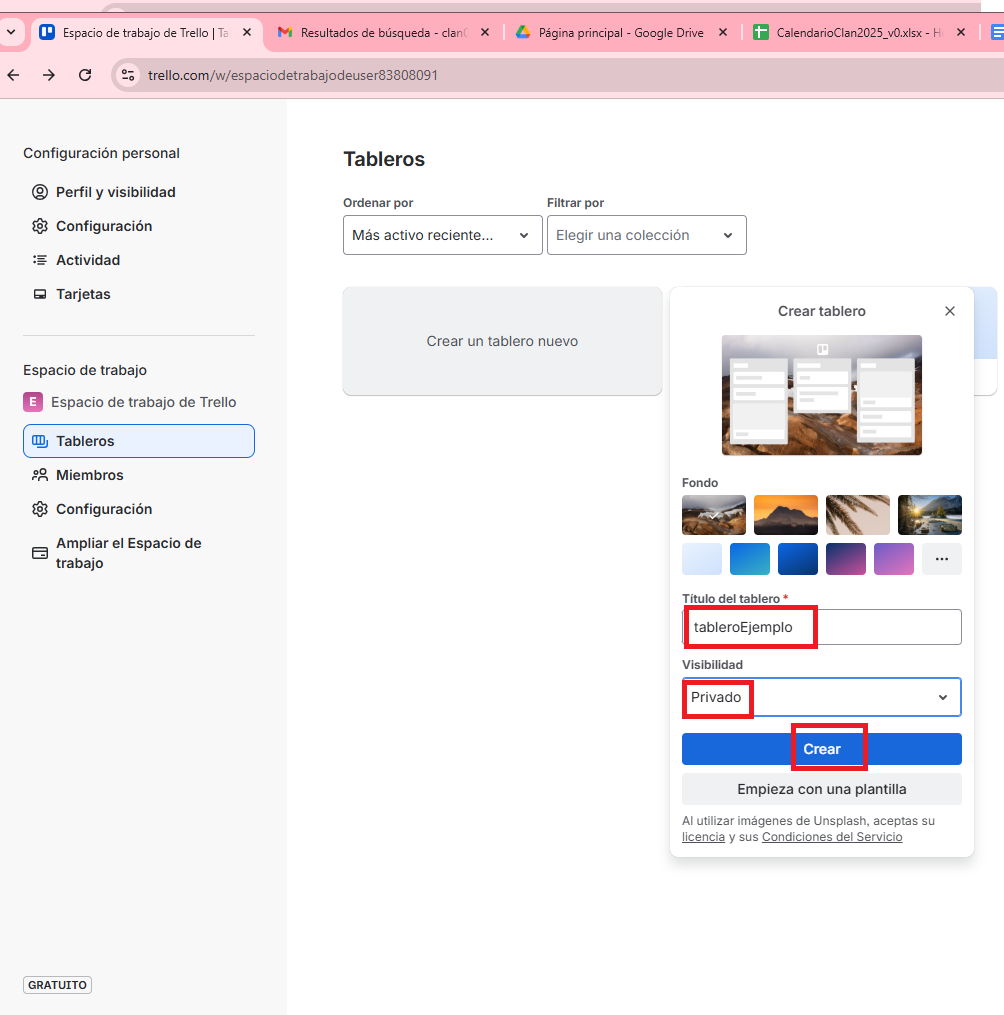 Espacio de trabajo de Trello | Ta
Resultados de búsqueda - clan
Página principal - Google Drive
CalendarioClan2025_v0.xlsx - H
trello.com/w/espaciodetrabajodeuser83808091
Configuración personal
Perfil y visibilidad
Configuración
Actividad
Tarjetas
Espacio de trabajo
E Espacio de trabajo de Trello
Tableros
Miembros
Configuración
Ampliar el Espacio de
trabajo
GRATUITO
Tableros
Ordenar por
Filtrar por
Más activo reciente...
Elegir una colección
Crear un tablero nuevo
Crear tablero
Fondo
Título del tablero *
tableroEjemplo
Visibilidad
Privado
Crear
Empieza con una plantilla
Al utilizar imágenes de Unsplash, aceptas su
licencia y sus Condiciones del Servicio